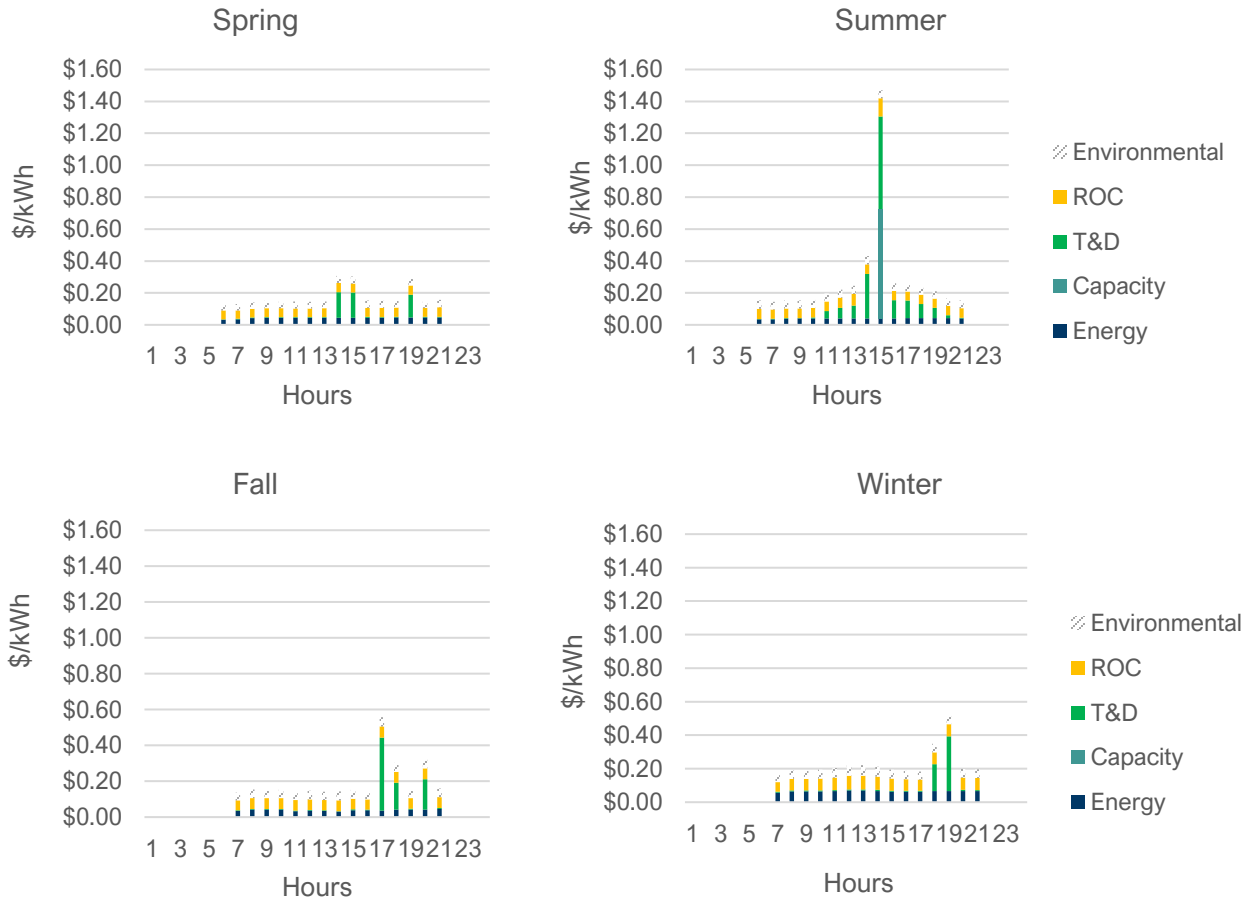 Spring
$1.60
$1.40
$1.20
$1.00
$0.80
$0.60
$0.40
$0.20
$0.00
$/kWh
1 3 5 7 9 11 13 15 17 19 21 23
Hours
Summer
$1.60
$1.40
$1.20
$1.00
$0.80
$0.60
$0.40
$0.20
$0.00
$/kWh
1 3 5 7 9 11 13 15 17 19 21 23
Hours
Environmental
ROC
T&D
Capacity
Energy
Fall
$1.60
$1.40
$1.20
$1.00
$0.80
$0.60
$0.40
$0.20
$0.00
$/kWh
1 3 5 7 9 11 13 15 17 19 21 23
Hours
Winter
$1.60
$1.40
$1.20
$1.00
$0.80
$0.60
$0.40
$0.20
$0.00
$/kWh
1 3 5 7 9 11 13 15 17 19 21 23
Hours
Environmental
ROC
T&D
Capacity
Energy